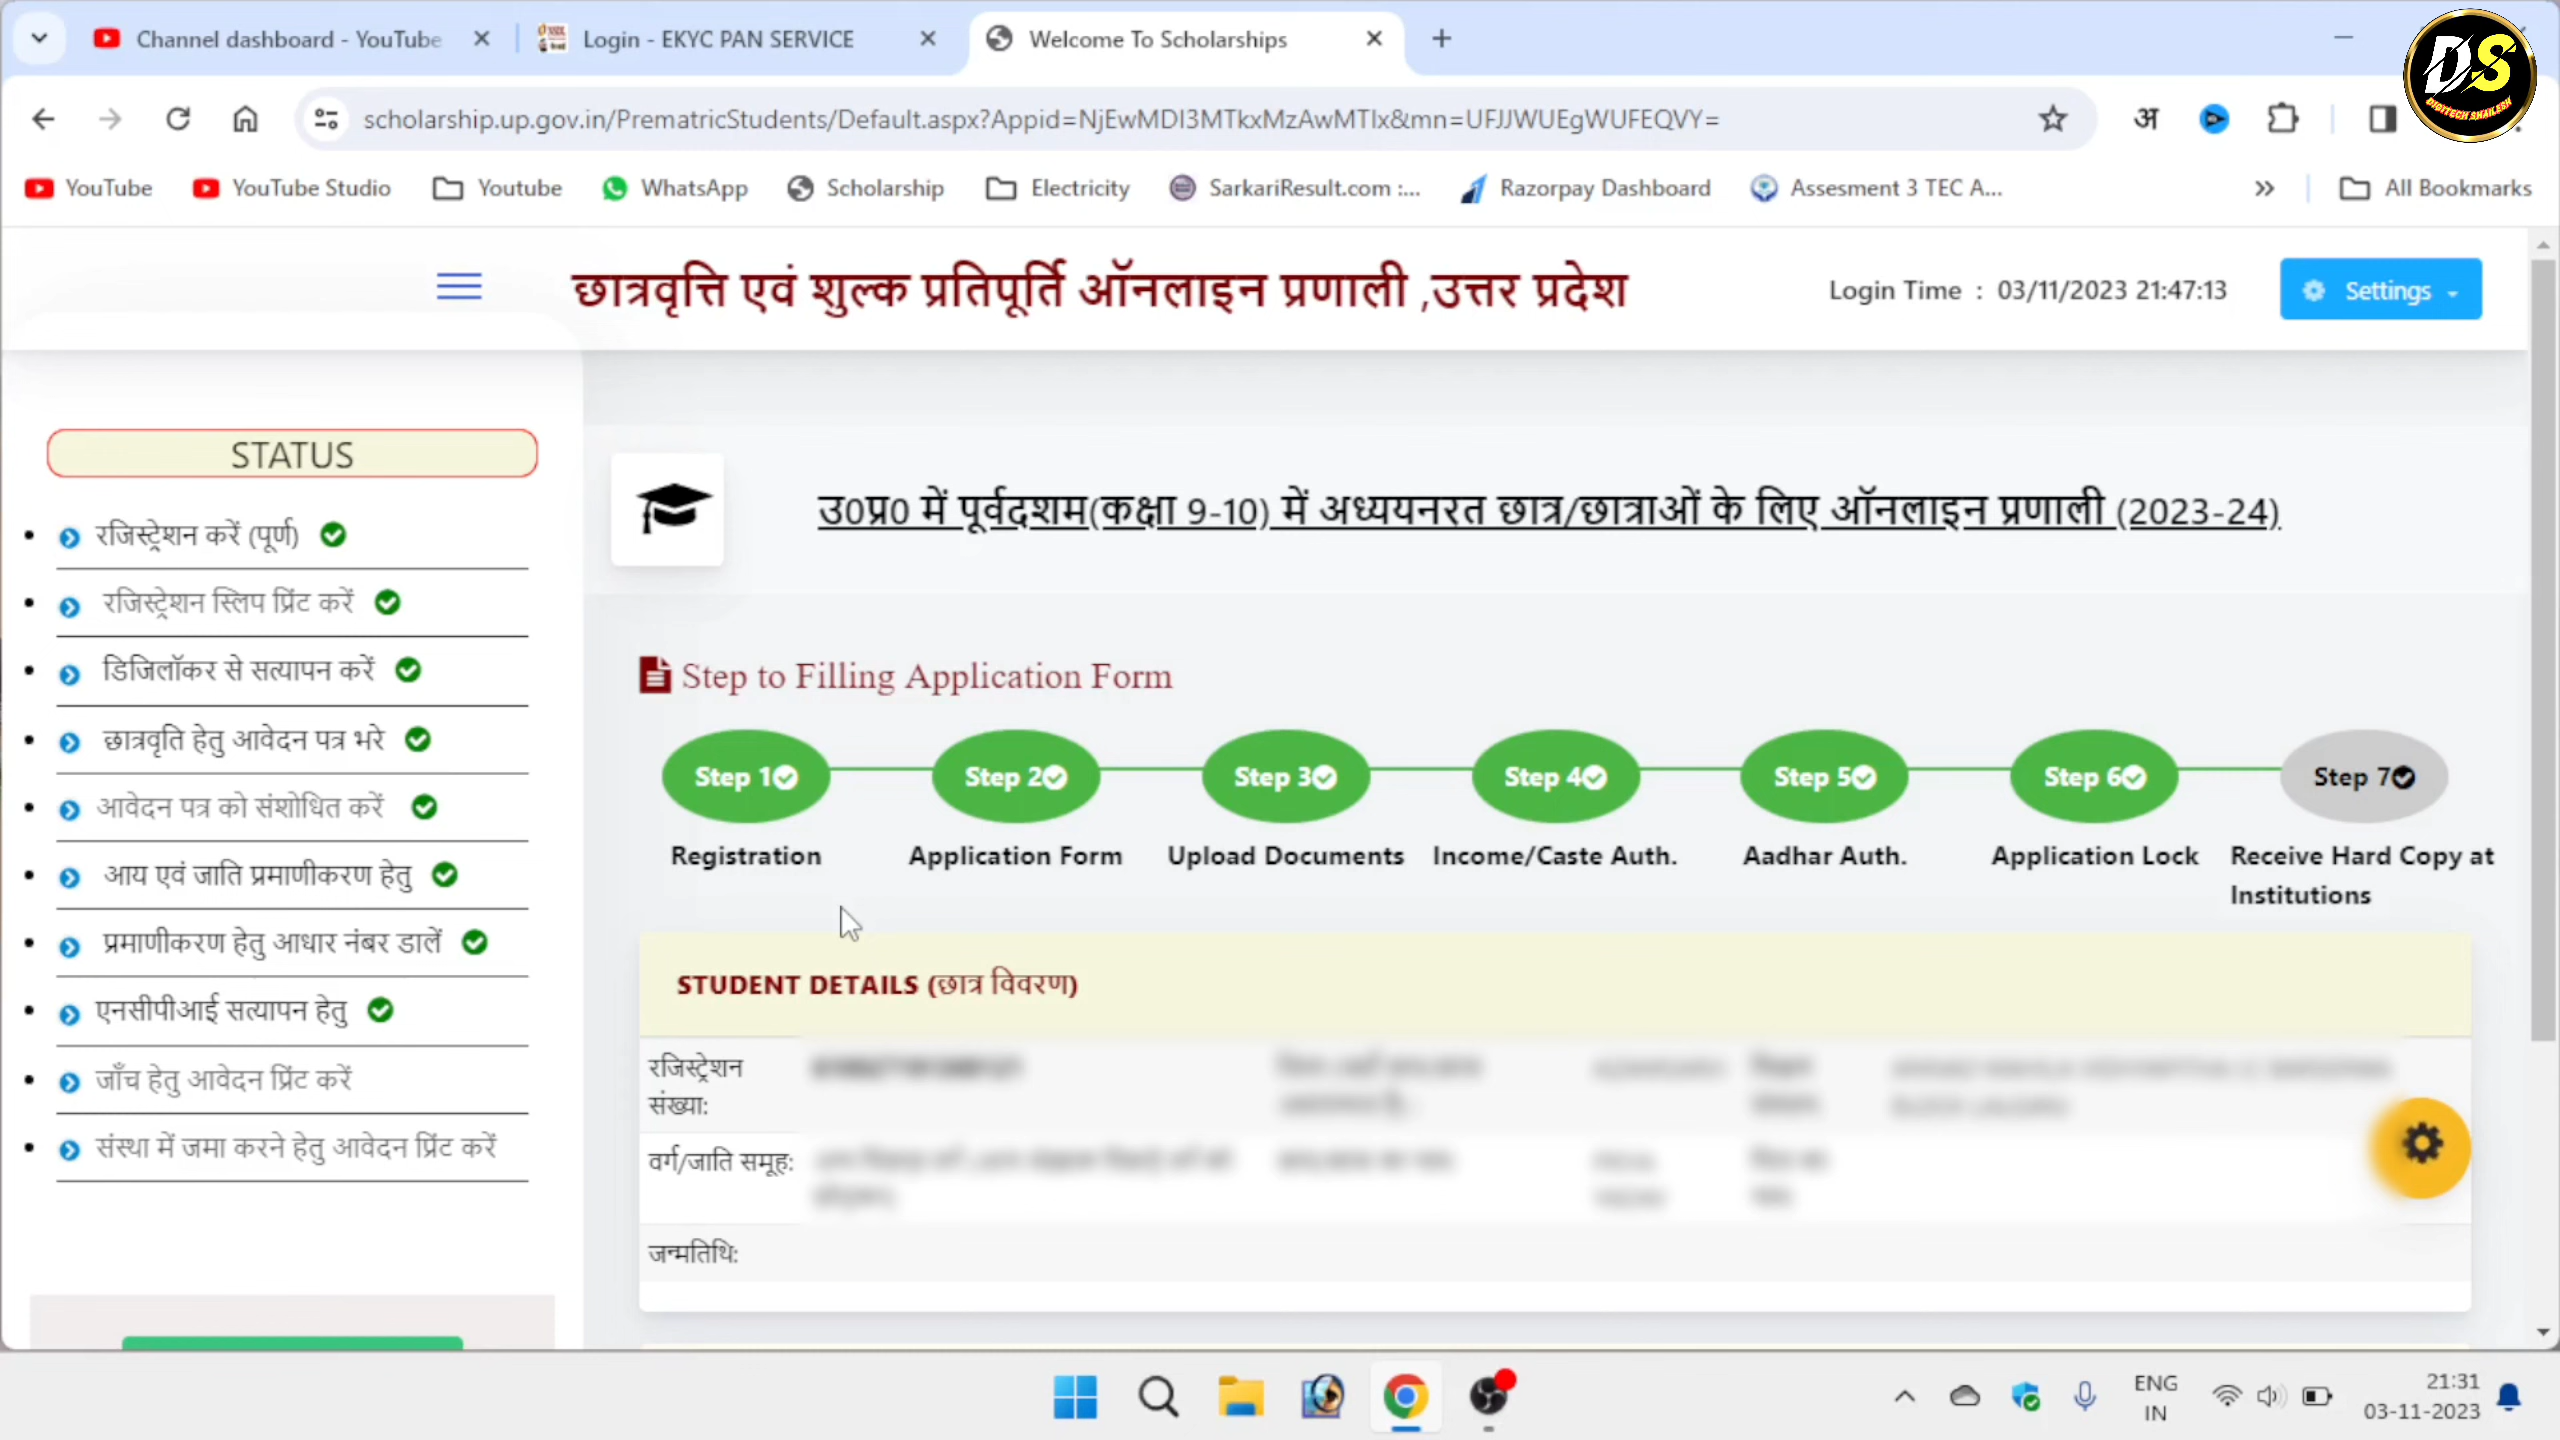 Channel dashboard - YouTube
Login - EKYC PAN SERVICE
Welcome To Scholarships
DS
DIGITECH SHAILESH
scholarship.up.gov.in/PrematricStudents/Default.aspx?Appid=NjEwMDI3MTkxMzAwMTIx&mn=UFJJWUEgWUFEQVY=
अ
YouTube
YouTube Studio
Youtube
WhatsApp
Scholarship
Electricity
SarkariResult.com :...
Razorpay Dashboard
Assesment 3 TEC A...
All Bookmarks
छात्रवृत्ति एवं शुल्क प्रतिपूर्ति ऑनलाइन प्रणाली ,उत्तर प्रदेश
Login Time : 03/11/2023 21:47:13
Settings
STATUS
रजिस्ट्रेशन करें (पूर्ण)
रजिस्ट्रेशन स्लिप प्रिंट करें
डिजिलॉकर से सत्यापन करें
छात्रवृति हेतु आवेदन पत्र भरे
आवेदन पत्र को संशोधित करें
आय एवं जाति प्रमाणीकरण हेतु
प्रमाणीकरण हेतु आधार नंबर डालें
एनसीपीआई सत्यापन हेतु
जाँच हेतु आवेदन प्रिंट करें
संस्था में जमा करने हेतु आवेदन प्रिंट करें
उ0प्र0 में पूर्वदशम(कक्षा 9-10) में अध्ययनरत छात्र/छात्राओं के लिए ऑनलाइन प्रणाली (2023-24)
Step to Filling Application Form
Step 1
Step 2
Step 3
Step 4
Step 5
Step 6
Step 7
Registration
Application Form
Upload Documents
Income/Caste Auth.
Aadhar Auth.
Application Lock
Receive Hard Copy at
Institutions
STUDENT DETAILS (छात्र विवरण)
रजिस्ट्रेशन
संख्या:
वर्ग/जाति समूह:
जन्मतिथि:
ENG
IN
21:31
03-11-2023